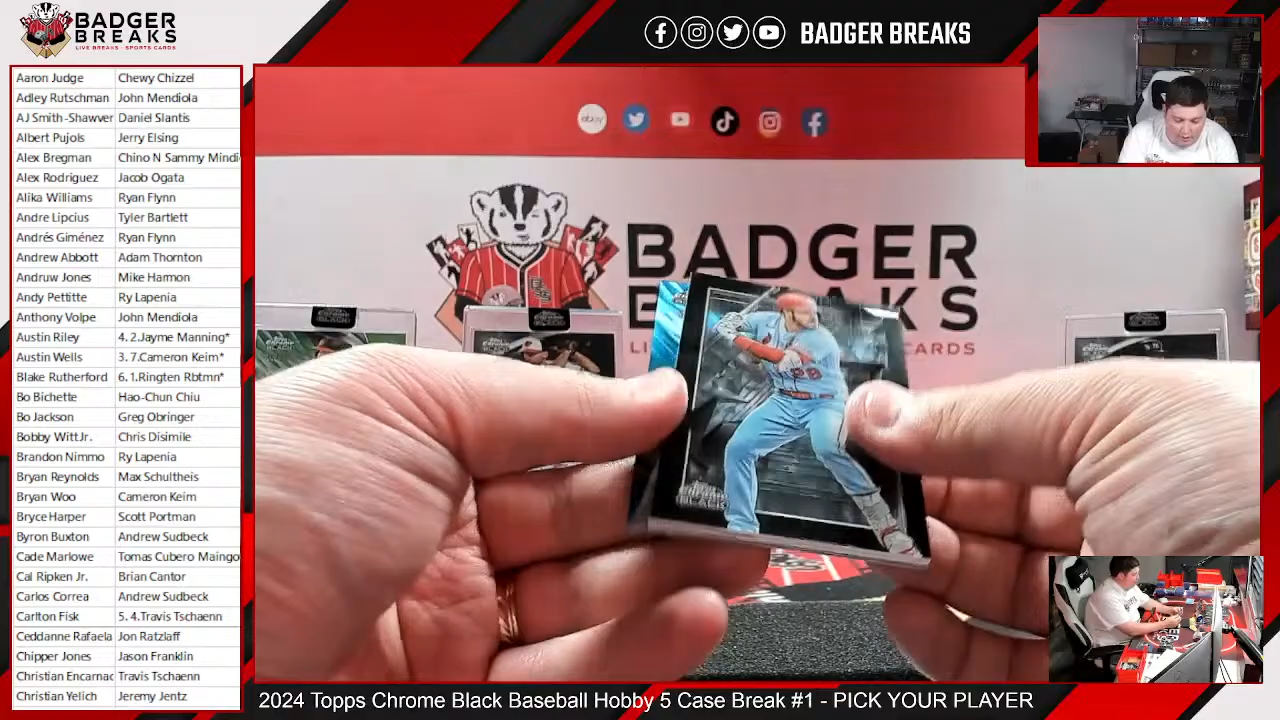 BADGER
BREAKS
LIVE BREAKS - SPORTS CARDS
BADGER BREAKS
Aaron Judge Chewy Chizzel
Adley Rutschman John Mendiola
AJ Smith-Shawver Daniel Slantis
Albert Pujols Jerry Elsing
Alex Bregman Chino N Sammy Mindi
Alex Rodriguez Jacob Ogata
Alika Williams Ryan Flynn
Andre Lipcius Tyler Bartlett
Andrés Giménez Ryan Flynn
Andrew Abbott Adam Thornton
Andruw Jones Mike Harmon
Andy Pettitte Ry Lapenia
Anthony Volpe John Mendiola
Austin Riley 4. 2.Jayme Manning*
Austin Wells 3. 7.Cameron Keim*
Blake Rutherford 6. 1.Ringten Rbtmn*
Bo Bichette Hao-Chun Chiu
Bo Jackson Greg Obringer
Bobby Witt Jr. Chris Disimile
Brandon Nimmo Ry Lapenia
Bryan Reynolds Max Schultheis
Bryan Woo Cameron Keim
Bryce Harper Scott Portman
Byron Buxton Andrew Sudbeck
Cade Marlowe Tomas Cubero Maingo
Cal Ripken Jr. Brian Cantor
Carlos Correa Andrew Sudbeck
Carlton Fisk 5. 4.Travis Tschaenn
Ceddanne Rafaela Jon Ratzlaff
Chipper Jones Jason Franklin
Christian Encarnac Travis Tschaenn
Christian Yelich Jeremy Jentz
ebay
BADGER
B KS
LI CARDS
2024 Topps Chrome Black Baseball Hobby 5 Case Break #1 - PICK YOUR PLAYER